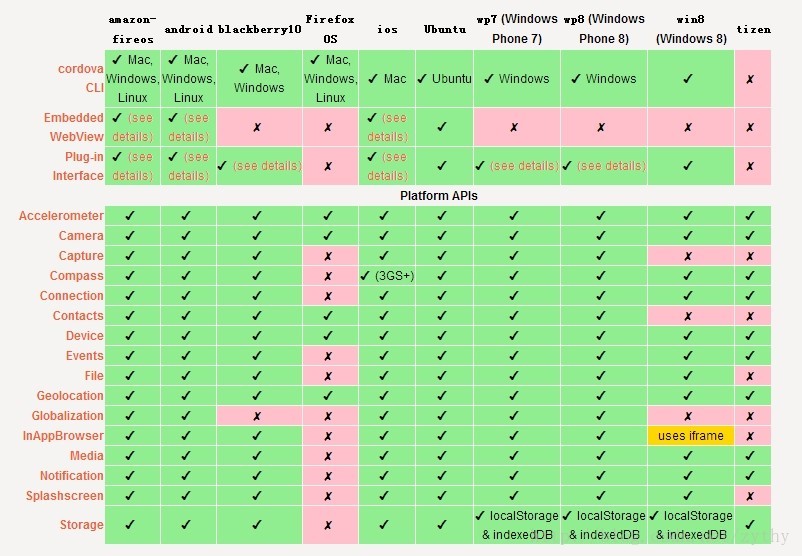 amazon- fireos android blackberry10 Firefox OS ios Ubuntu wp7 (Windows Phone 7) wp8 (Windows Phone 8) win8 (Windows 8) tizen
cordova CLI ✔ Mac, Windows, Linux ✔ Mac, Windows, Linux ✔ Mac, Windows ✔ Mac, Windows, Linux ✔ Mac ✔ Ubuntu ✔ Windows ✔ Windows ✔ ✘
Embedded WebView ✔ (see details) ✔ (see details) ✘ ✘ ✔ (see details) ✔ ✘ ✘ ✘ ✘
Plug-in Interface ✔ (see details) ✔ (see details) ✔ (see details) ✘ ✔ (see details) ✔ ✔ (see details) ✔ (see details) ✔ ✘
Platform APIs
Accelerometer ✔ ✔ ✔ ✔ ✔ ✔ ✔ ✔ ✔ ✔
Camera ✔ ✔ ✔ ✔ ✔ ✔ ✔ ✔ ✔ ✔
Capture ✔ ✔ ✔ ✘ ✔ ✔ ✔ ✔ ✘ ✘
Compass ✔ ✔ ✔ ✘ ✔ (3GS+) ✔ ✔ ✔ ✔ ✔
Connection ✔ ✔ ✔ ✘ ✔ ✔ ✔ ✔ ✔ ✔
Contacts ✔ ✔ ✔ ✔ ✔ ✔ ✔ ✔ ✘ ✘
Device ✔ ✔ ✔ ✔ ✔ ✔ ✔ ✔ ✔ ✔
Events ✔ ✔ ✔ ✘ ✔ ✔ ✔ ✔ ✔ ✔
File ✔ ✔ ✔ ✘ ✔ ✔ ✔ ✔ ✔ ✘
Geolocation ✔ ✔ ✔ ✔ ✔ ✔ ✔ ✔ ✔ ✔
Globalization ✔ ✔ ✘ ✘ ✔ ✔ ✔ ✔ ✘ ✘
InAppBrowser ✔ ✔ ✔ ✘ ✔ ✔ ✔ ✔ uses iframe ✘
Media ✔ ✔ ✔ ✘ ✔ ✔ ✔ ✔ ✔ ✔
Notification ✔ ✔ ✔ ✘ ✔ ✔ ✔ ✔ ✔ ✔
Splashscreen ✔ ✔ ✔ ✘ ✔ ✔ ✔ ✔ ✔ ✘
Storage ✔ ✔ ✔ ✘ ✔ ✔ ✔ localStorage & indexedDB ✔ localStorage & indexedDB ✔ localStorage & indexedDB ✔